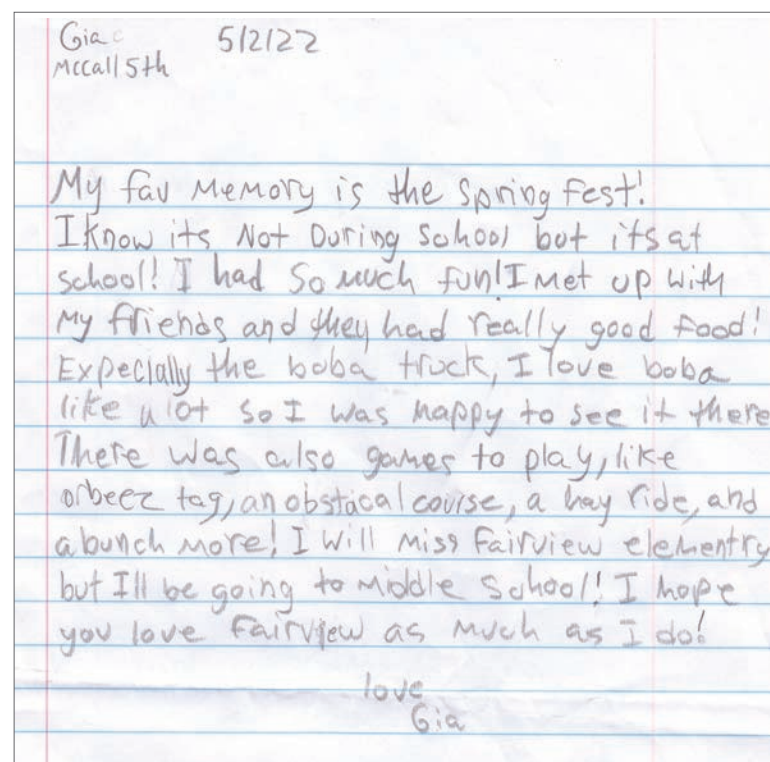 Gia 5/2/22
Mccall 5th
My fav Memory is the spring Fest!
I Know its Not During School but its at
school! I had So much fun! I Met up with
My friends and they had really good Food!
Expecially the boba truck, I love boba
like a lot so I was happy to see it there
There was also games to play, like
orbeez tag, an obstacal course, a hay ride, and
a bunch more! I will miss Fairview elementry
but Ill be going to Middle School! I hope
you love Fairview as Much as I do!
love
Gia